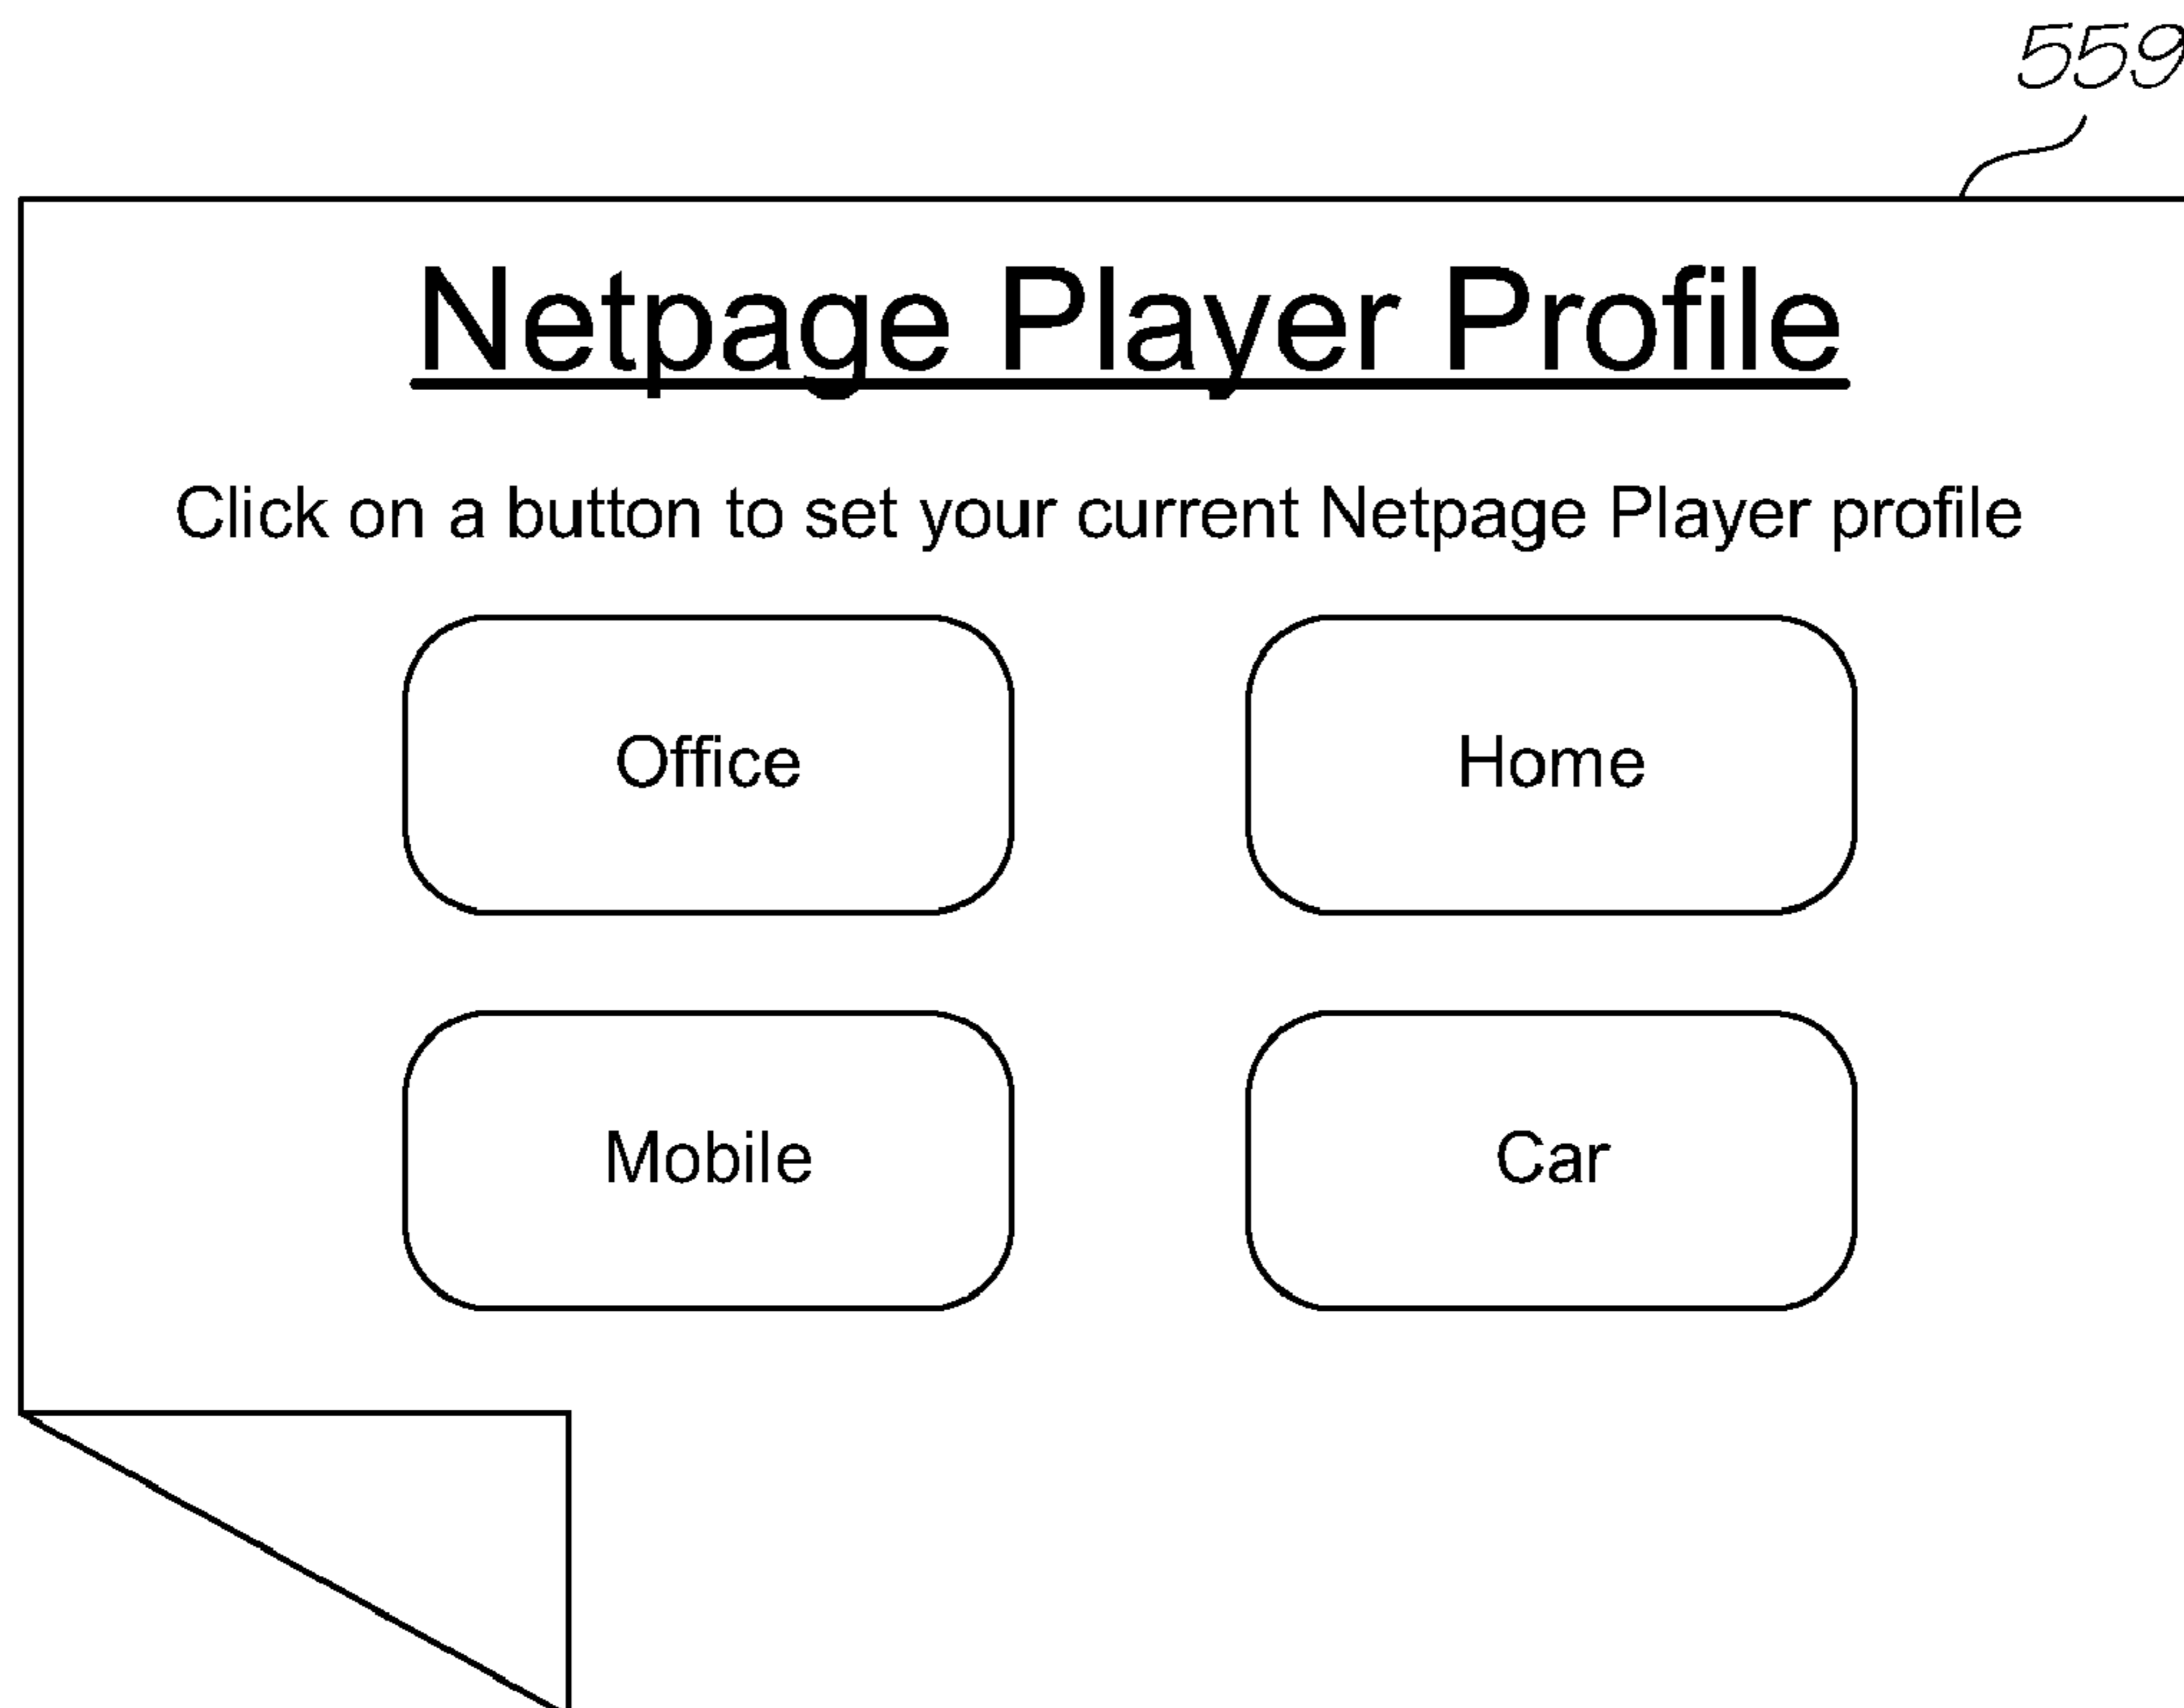 559
Netpage Player Profile
Click on a button to set your current Netpage Player profile
Office Home
Mobile Car